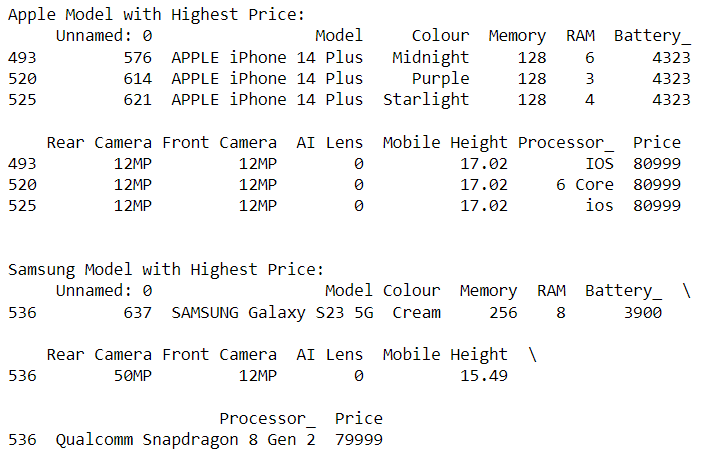 Apple Model with Highest Price:
Unnamed: 0 Model Colour Memory RAM Battery_
493 576 APPLE iPhone 14 Plus Midnight 128 6 4323
520 614 APPLE iPhone 14 Plus Purple 128 3 4323
525 621 APPLE iPhone 14 Plus Starlight 128 4 4323
Rear Camera Front Camera AI Lens Mobile Height Processor_ Price
493 12MP 12MP 0 17.02 IOS 80999
520 12MP 12MP 0 17.02 6 Core 80999
525 12MP 12MP 0 17.02 ios 80999
Samsung Model with Highest Price:
Unnamed: 0 Model Colour Memory RAM Battery_ \
536 637 SAMSUNG Galaxy S23 5G Cream 256 8 3900
Rear Camera Front Camera AI Lens Mobile Height \
536 50MP 12MP 0 15.49
Processor_ Price
536 Qualcomm Snapdragon 8 Gen 2 79999